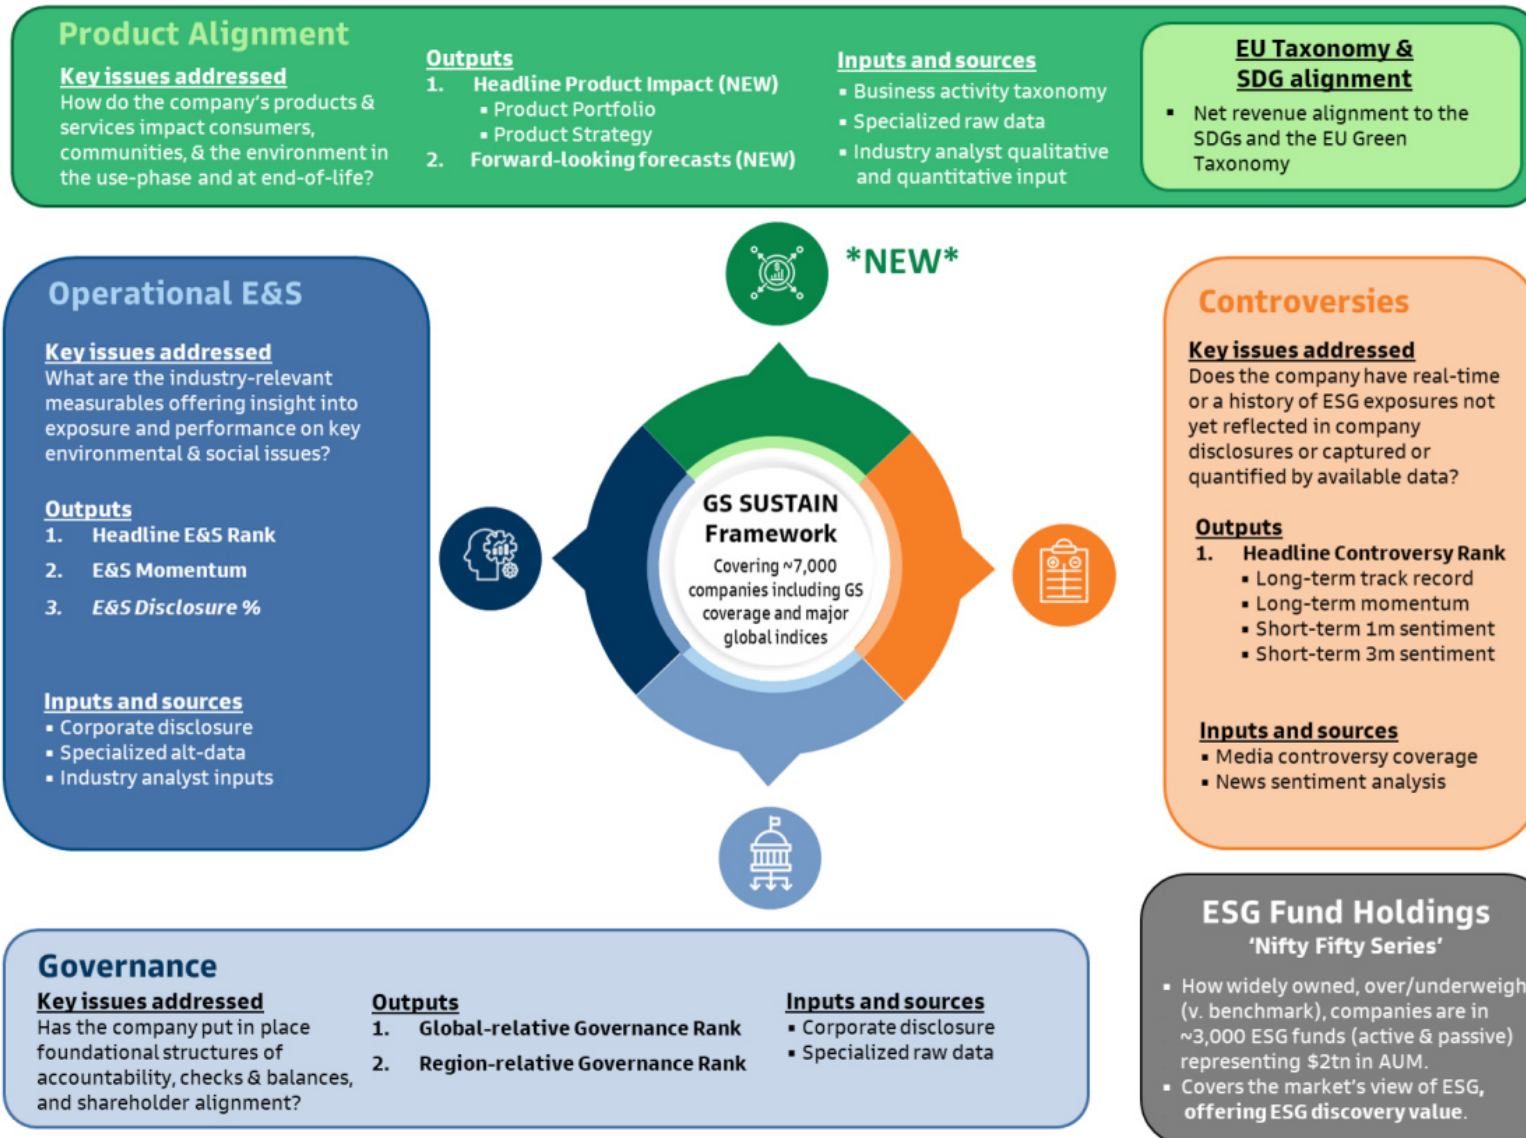 Product Alignment
Key issues addressed
How do the company's products &
services impact consumers,
communities, & the environment in
the use-phase and at end-of-life?
Outputs
1. Headline Product Impact (NEW)
▪ Product Portfolio
▪ Product Strategy
2. Forward-looking forecasts (NEW)
Inputs and sources
▪ Business activity taxonomy
▪ Specialized raw data
▪ Industry analyst qualitative
and quantitative input
EU Taxonomy &
SDG alignment
▪ Net revenue alignment to the
SDGs and the EU Green
Taxonomy
*NEW*
Operational E&S
Key issues addressed
What are the industry-relevant
measurables offering insight into
exposure and performance on key
environmental & social issues?
Outputs
1. Headline E&S Rank
2. E&S Momentum
3. E&S Disclosure %
Inputs and sources
▪ Corporate disclosure
▪ Specialized alt-data
▪ Industry analyst inputs
GS SUSTAIN
Framework
Covering ~7,000
companies including GS
coverage and major
global indices
Controversies
Key issues addressed
Does the company have real-time
or a history of ESG exposures not
yet reflected in company
disclosures or captured or
quantified by available data?
Outputs
1. Headline Controversy Rank
▪ Long-term track record
▪ Long-term momentum
▪ Short-term 1m sentiment
▪ Short-term 3m sentiment
Inputs and sources
▪ Media controversy coverage
▪ News sentiment analysis
Governance
Key issues addressed
Has the company put in place
foundational structures of
accountability, checks & balances,
and shareholder alignment?
Outputs
1. Global-relative Governance Rank
2. Region-relative Governance Rank
Inputs and sources
▪ Corporate disclosure
▪ Specialized raw data
ESG Fund Holdings
'Nifty Fifty Series'
▪ How widely owned, over/underweigh
(v. benchmark), companies are in
~3,000 ESG funds (active & passive)
representing $2tn in AUM.
▪ Covers the market's view of ESG,
offering ESG discovery value.